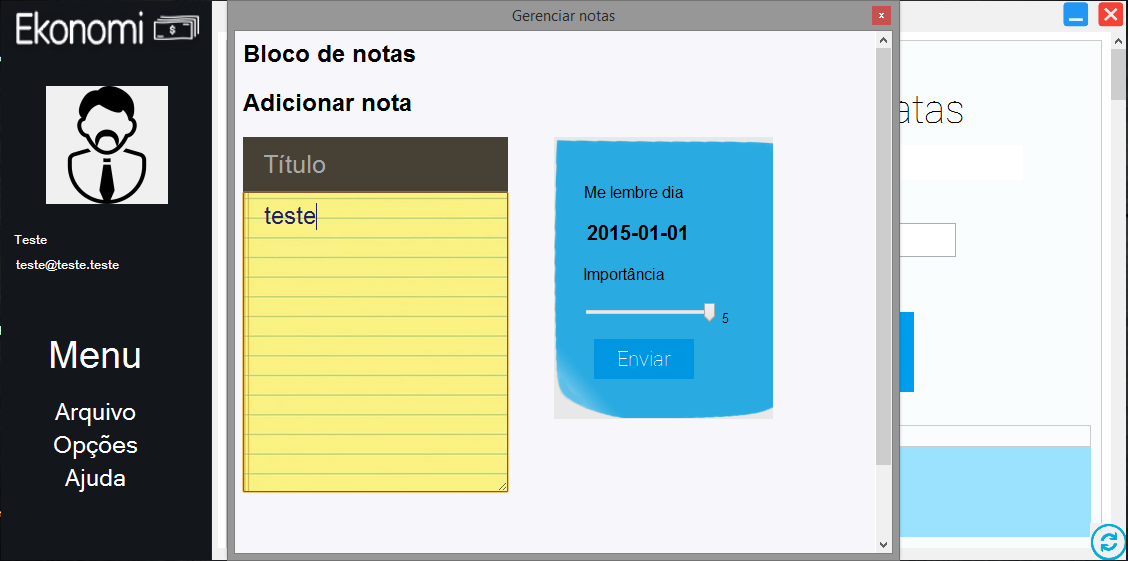 Ekonomi
Teste
teste@teste.teste
Menu
Arquivo
Opções
Ajuda
Gerenciar notas
x
Bloco de notas
Adicionar nota
Título
teste
Me lembre dia
2015-01-01
Importância
5
Enviar
atas